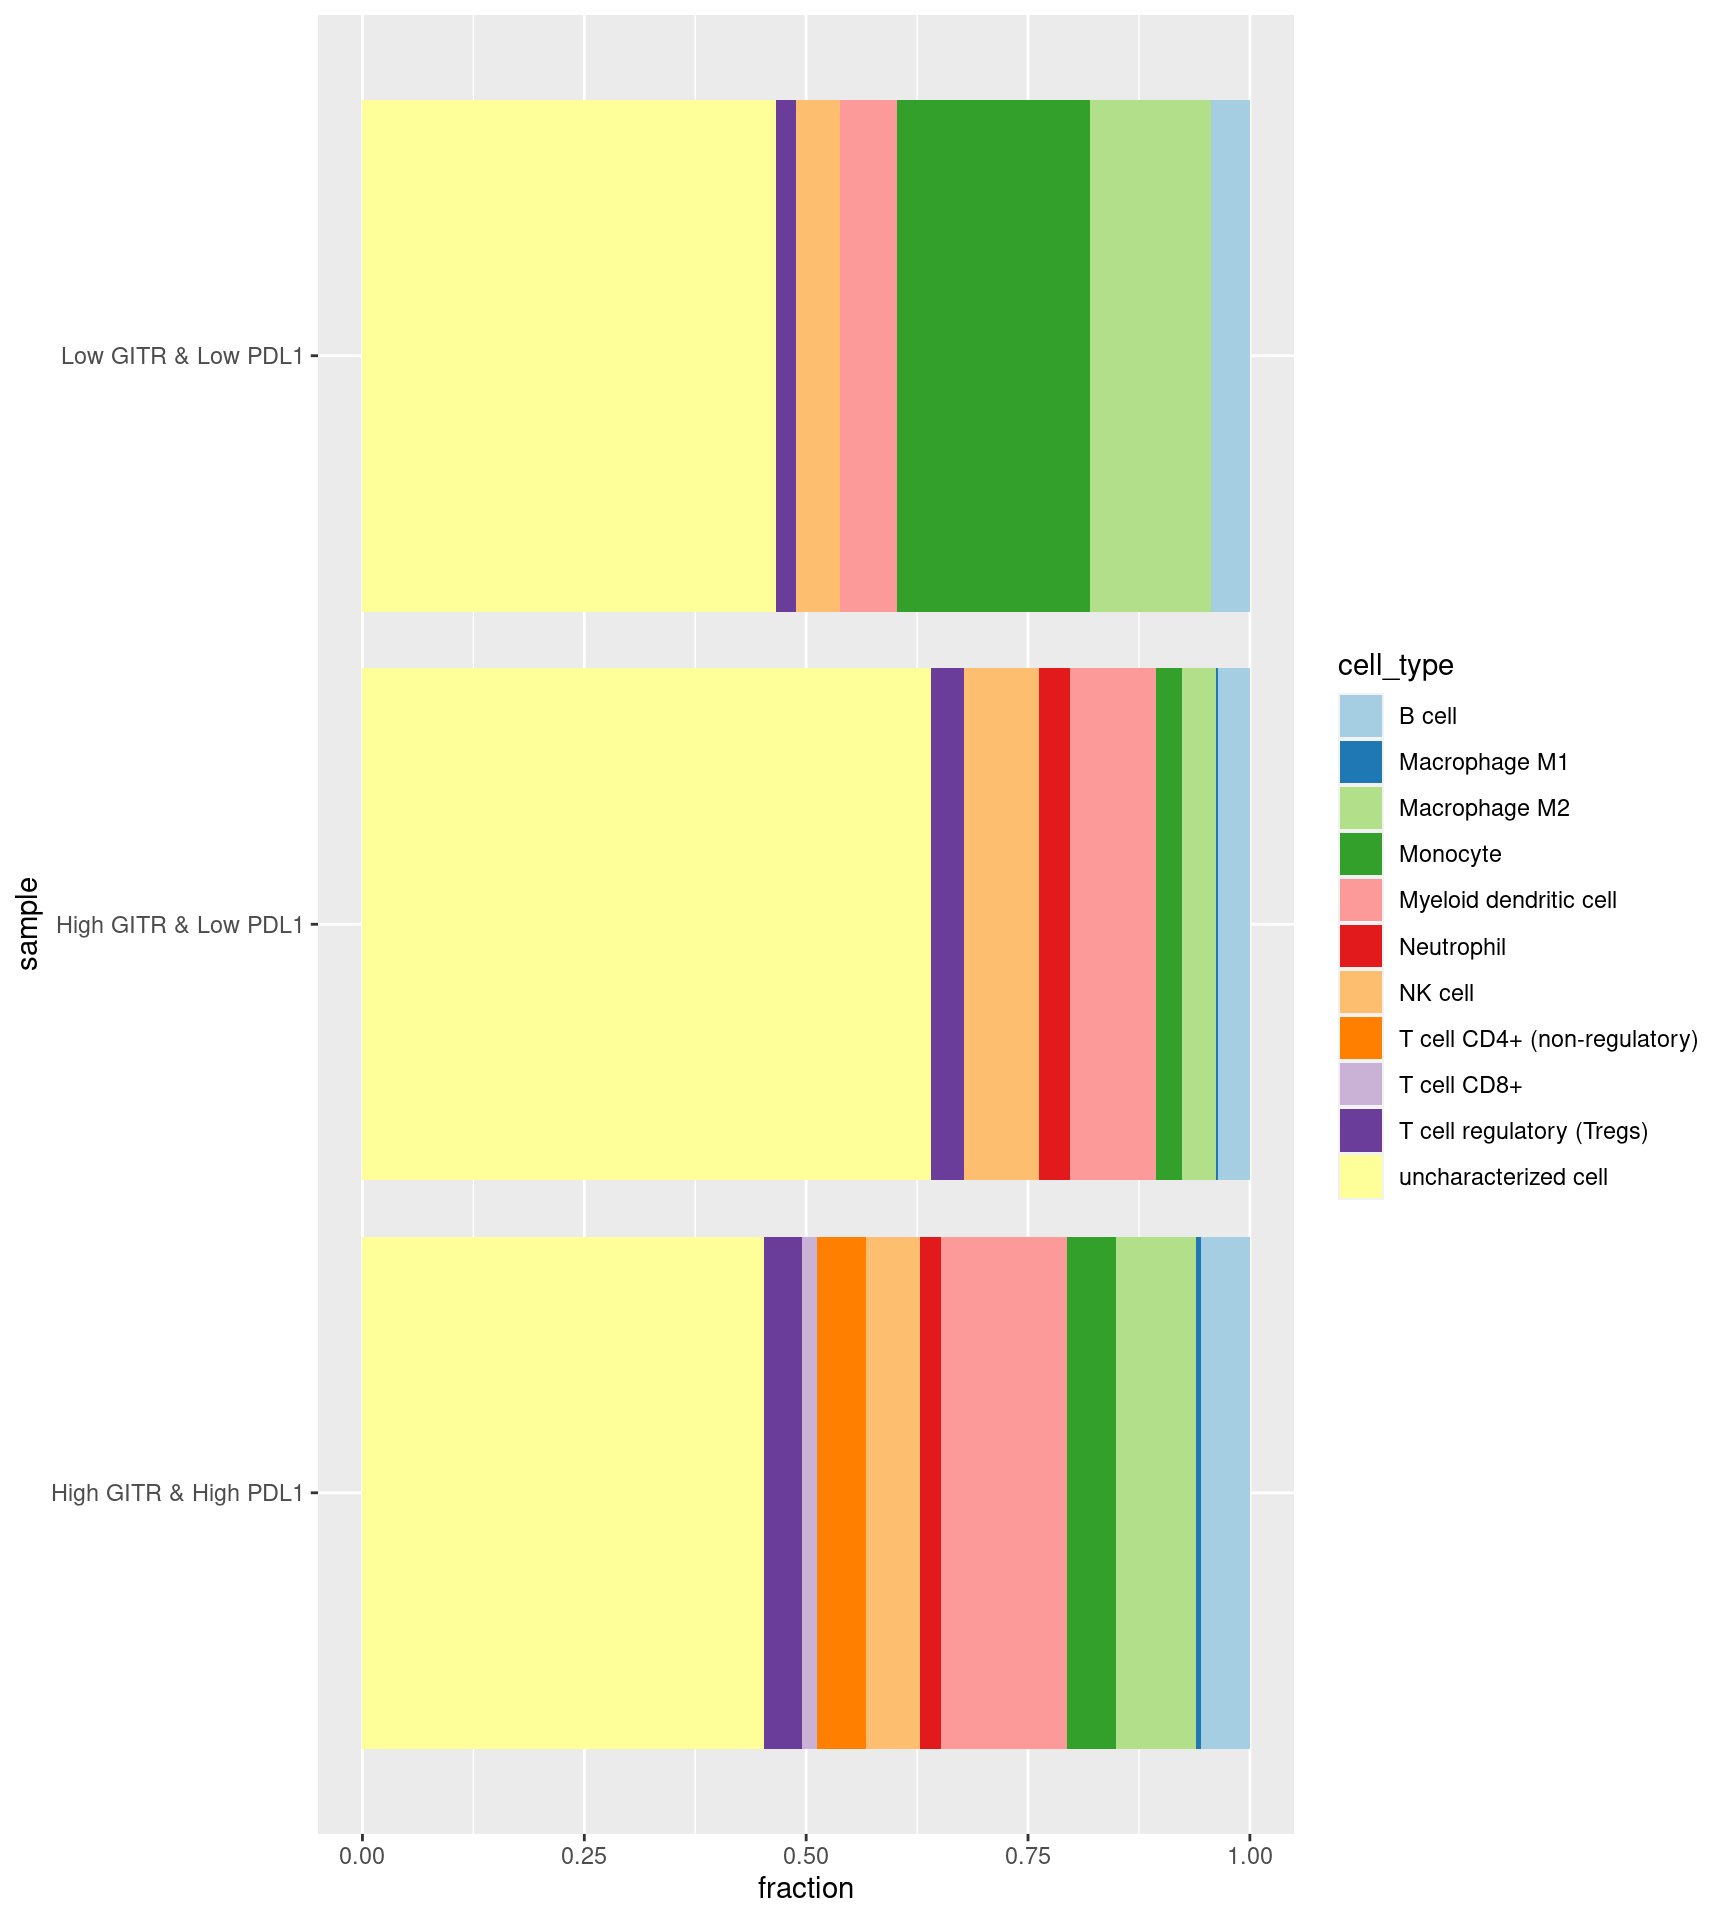 sample
Low GITR & Low PDL1
High GITR & Low PDL1
High GITR & High PDL1
0.00
0.25
0.50
0.75
1.00
fraction
cell_type
B cell
Macrophage M1
Macrophage M2
Monocyte
Myeloid dendritic cell
Neutrophil
NK cell
T cell CD4+ (non-regulatory)
T cell CD8+
T cell regulatory (Tregs)
uncharacterized cell